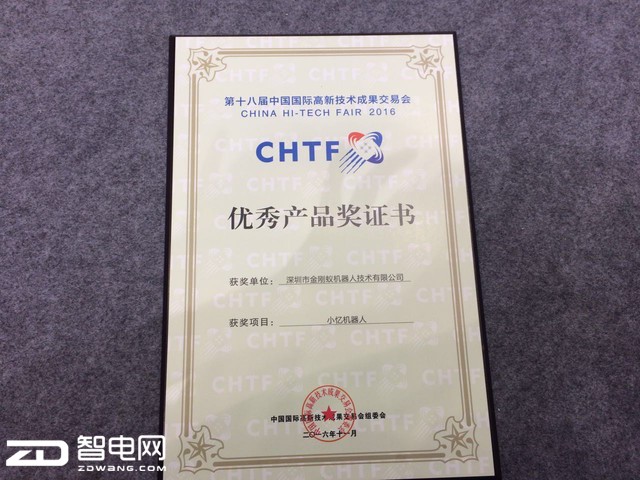 第十八届中国国际高新技术成果交易会
CHINA HI-TECH FAIR 2016
CHTF
优秀产品奖证书
获奖单位: 深圳市金刚蚁机器人技术有限公司
获奖项目: 小忆机器人
中国国际高新技术成果交易会组委会
二〇一六年十一月
ZD 智电网
ZDWANG.COM